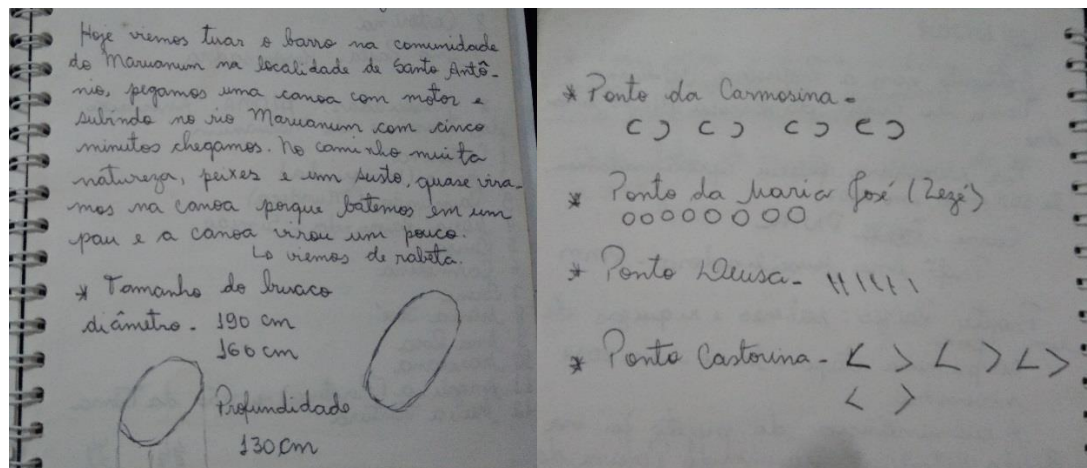 Hoje viemos tirar o barro na comunidade
do Maruanum na localidade de Santo Antô-
nio, pegamos uma canoa com motor e
subindo no rio Maruanum com cinco
minutos chegamos. No caminho muita
natureza, peixes e um susto, quase vira-
mos na canoa porque batemos em um
pau e a canoa virou um pouco.
Lo viemos de rabeta.
* Tamanho do buraco
diâmetro - 190 cm
160 cm
Profundidade
130 cm
* Ponto da Carmosina -
* Ponto da Maria José (Zezé)
* Ponto Deusa -
* Ponto Castorina -